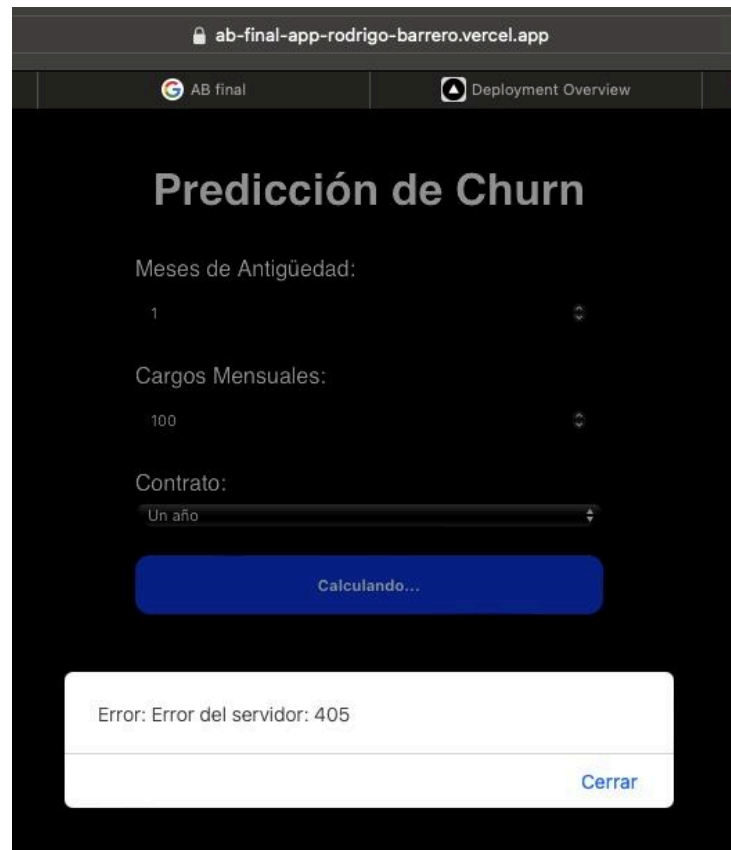 ab-final-app-rodrigo-barrero.vercel.app
AB final
Deployment Overview
Predicción de Churn
Meses de Antigüedad:
1
Cargos Mensuales:
100
Contrato:
Un año
Calculando...
Error: Error del servidor: 405
Cerrar